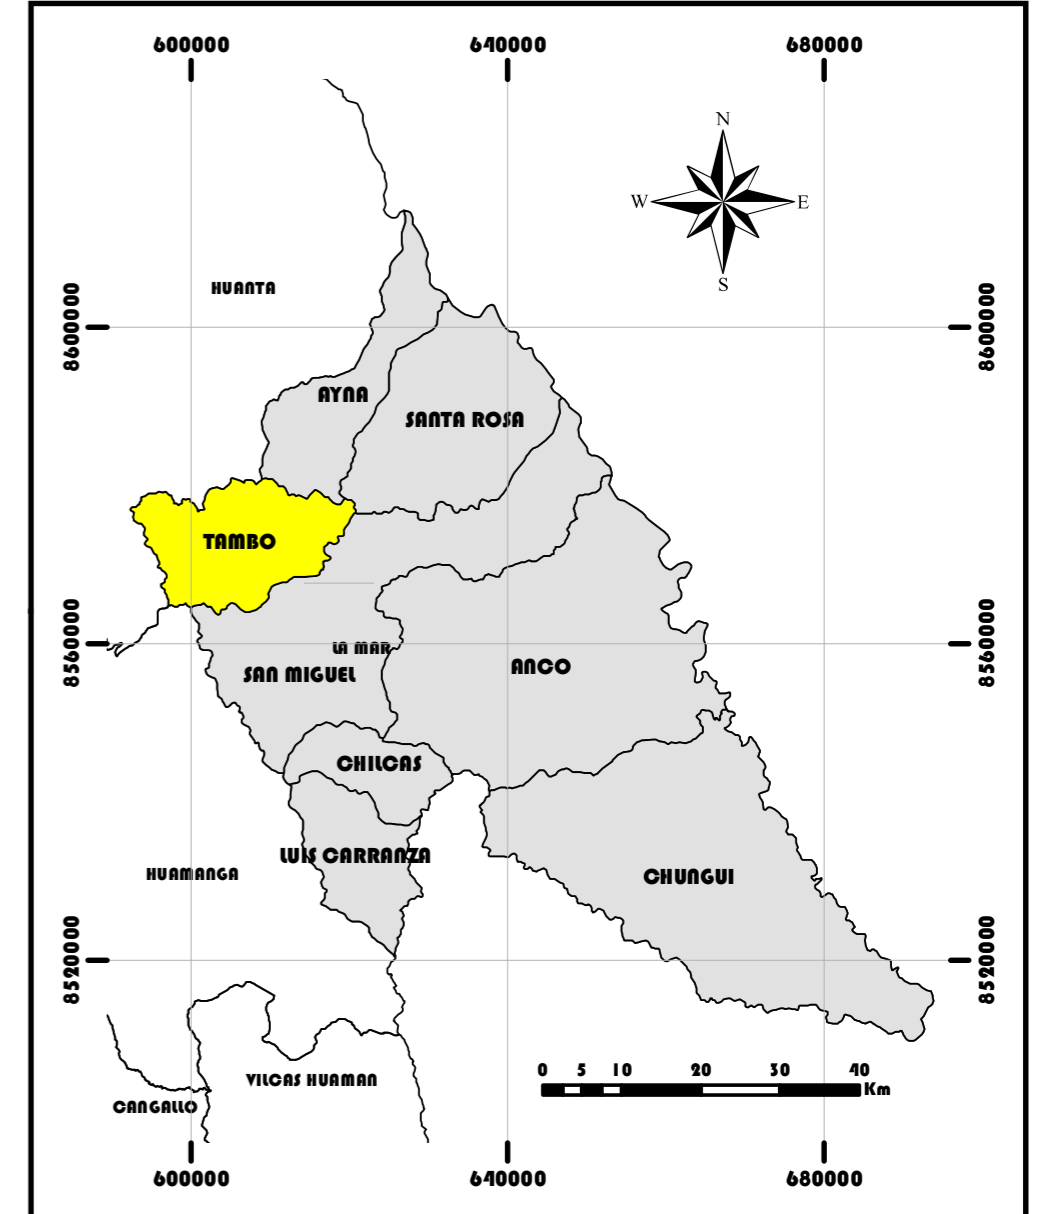 600000 640000 680000
N
W E
S
HUANTA
8600000 8600000
AYNA
SANTA ROSA
TAMBO
8560000 8560000
LA MAR
ANCO
SAN MIGUEL
CHILCAS
LUIS CARRANZA
HUAMANGA
CHUNGUI
8520000 8520000
0 5 10 20 30 40
Km
VILCAS HUAMAN
CANGALLO
600000 640000 680000